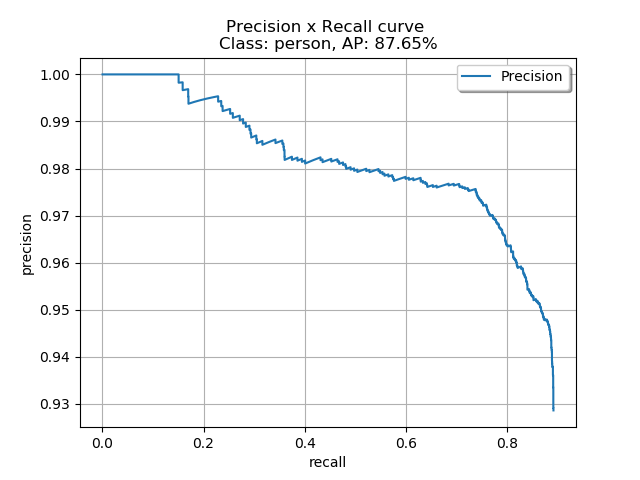 Precision x Recall curve
Class: person, AP: 87.65%
Precision
1.00
0.99
0.98
0.97
0.96
0.95
0.94
0.93
precision
0.0 0.2 0.4 0.6 0.8
recall